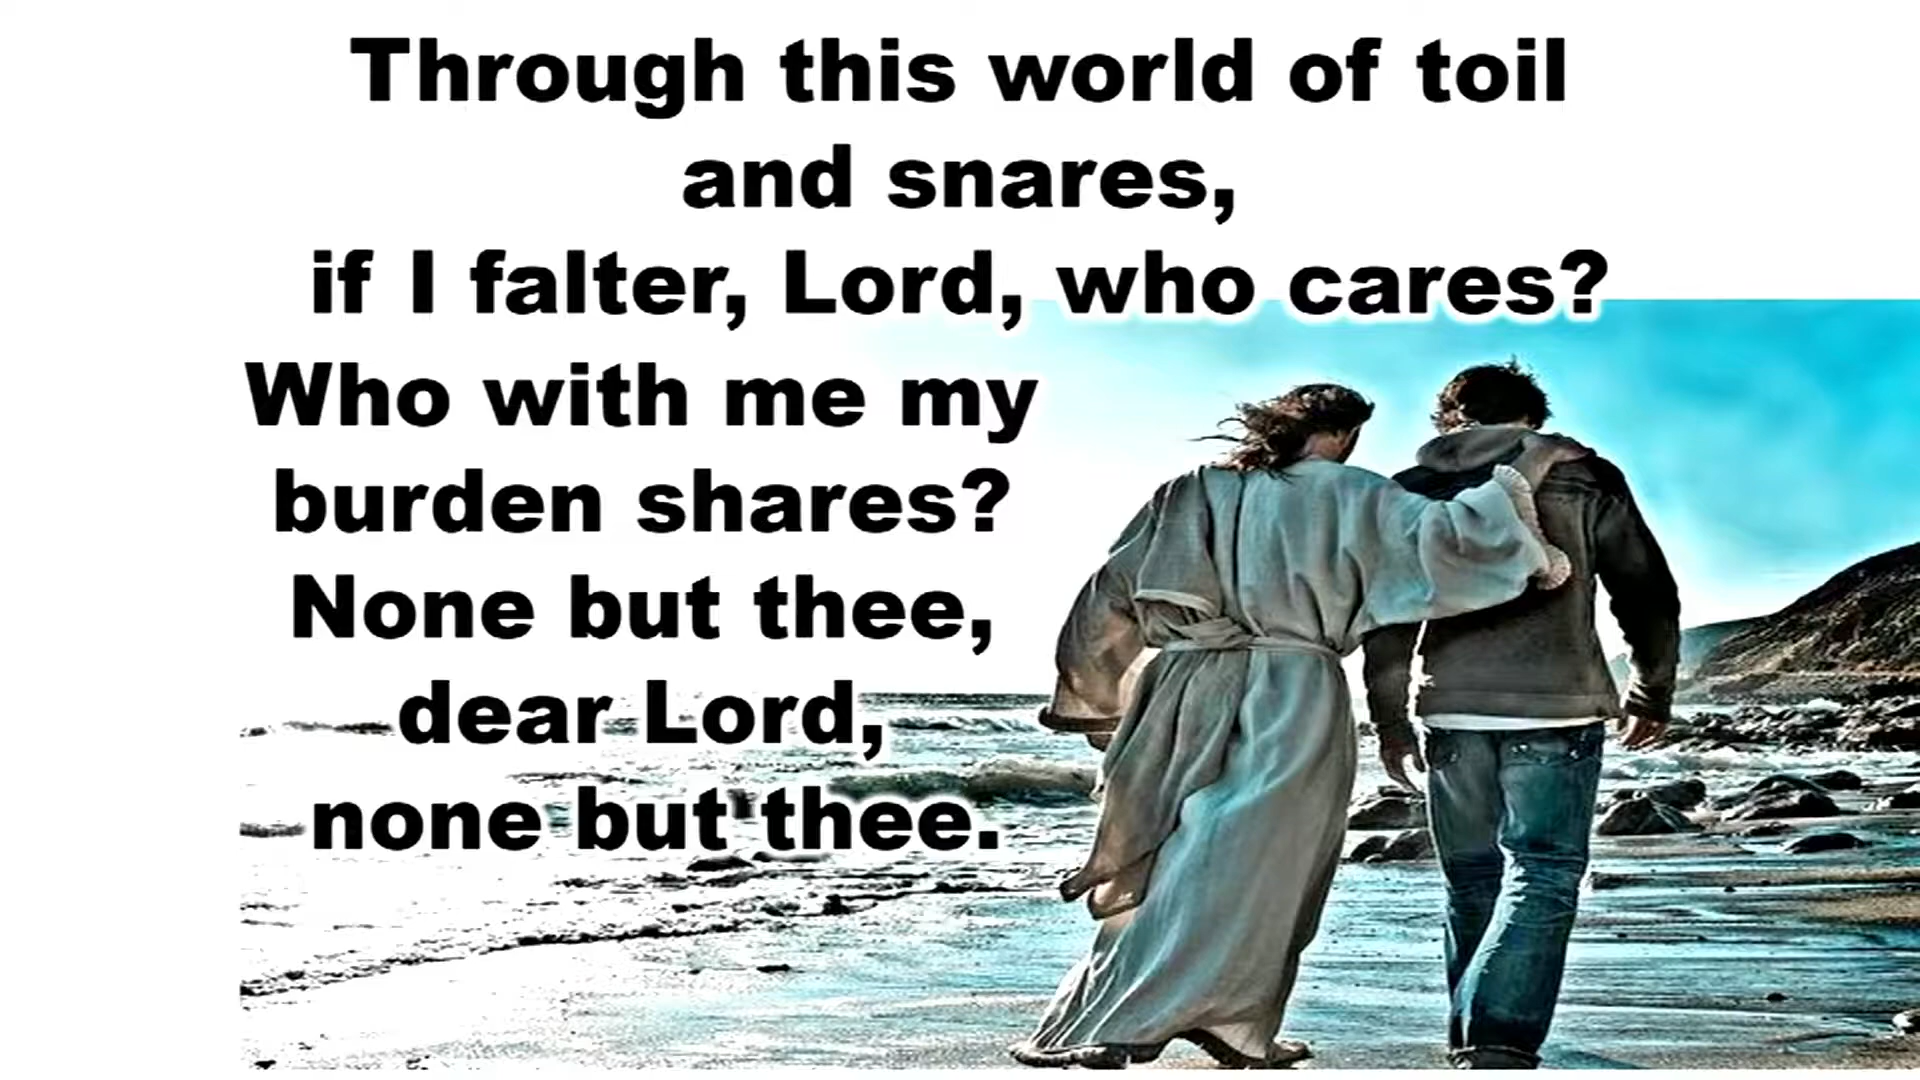 Through this world of toil
and snares,
if I falter, Lord, who cares?
Who with me my
burden shares?
None but thee,
dear Lord,
none but thee.